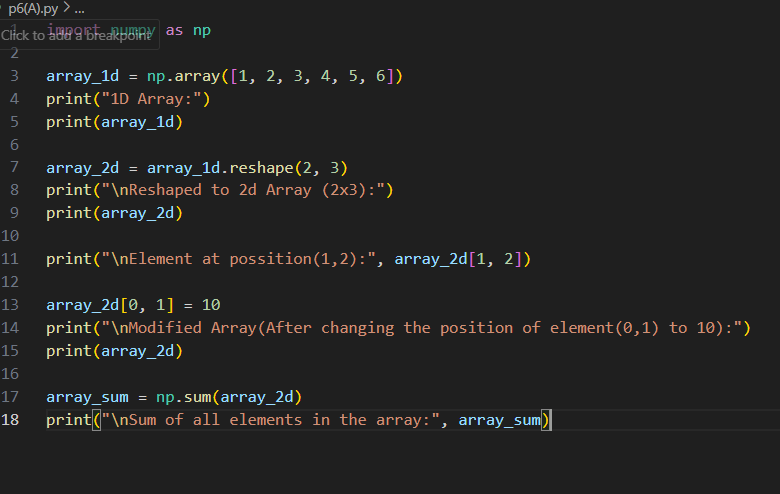 p6(A).py > ...
1 import numpy as np
Click to add a breakpoint
2
3 array_1d = np.array([1, 2, 3, 4, 5, 6])
4 print("1D Array:")
5 print(array_1d)
6
7 array_2d = array_1d.reshape(2, 3)
8 print("\nReshaped to 2d Array (2x3):")
9 print(array_2d)
10
11 print("\nElement at possition(1,2):", array_2d[1, 2])
12
13 array_2d[0, 1] = 10
14 print("\nModified Array(After changing the position of element(0,1) to 10):")
15 print(array_2d)
16
17 array_sum = np.sum(array_2d)
18 print("\nSum of all elements in the array:", array_sum)